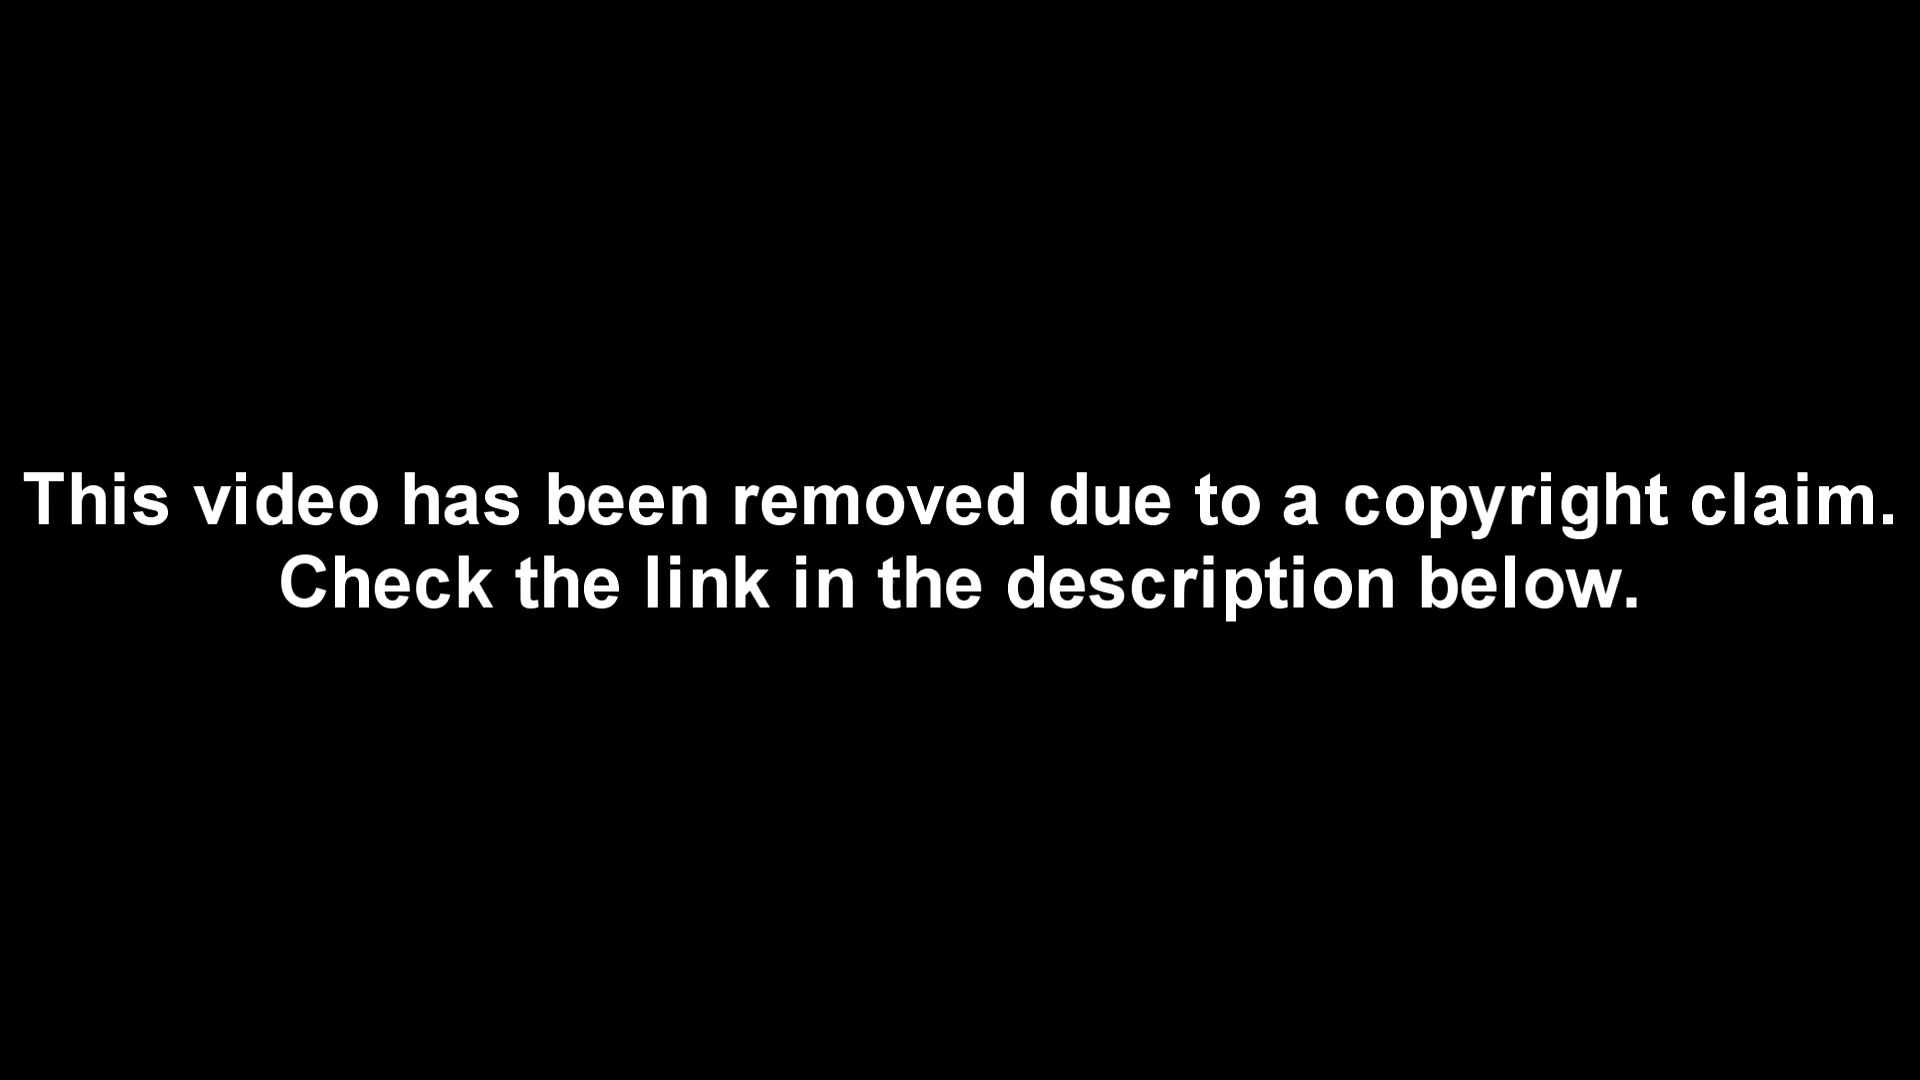 This video has been removed due to a copyright claim.
Check the link in the description below.